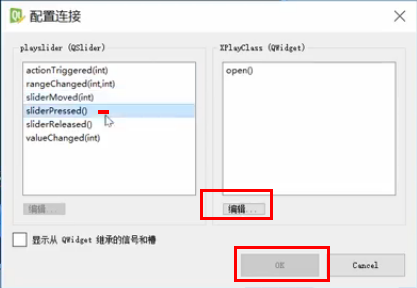 配置连接
playslider (QSlider)
XPlayClass (QWidget)
actionTriggered(int)
rangeChanged(int,int)
sliderMoved(int)
sliderPressed()
sliderReleased()
valueChanged(int)
open()
编辑...
编辑...
显示从 QWidget 继承的信号和槽
OK
Cancel